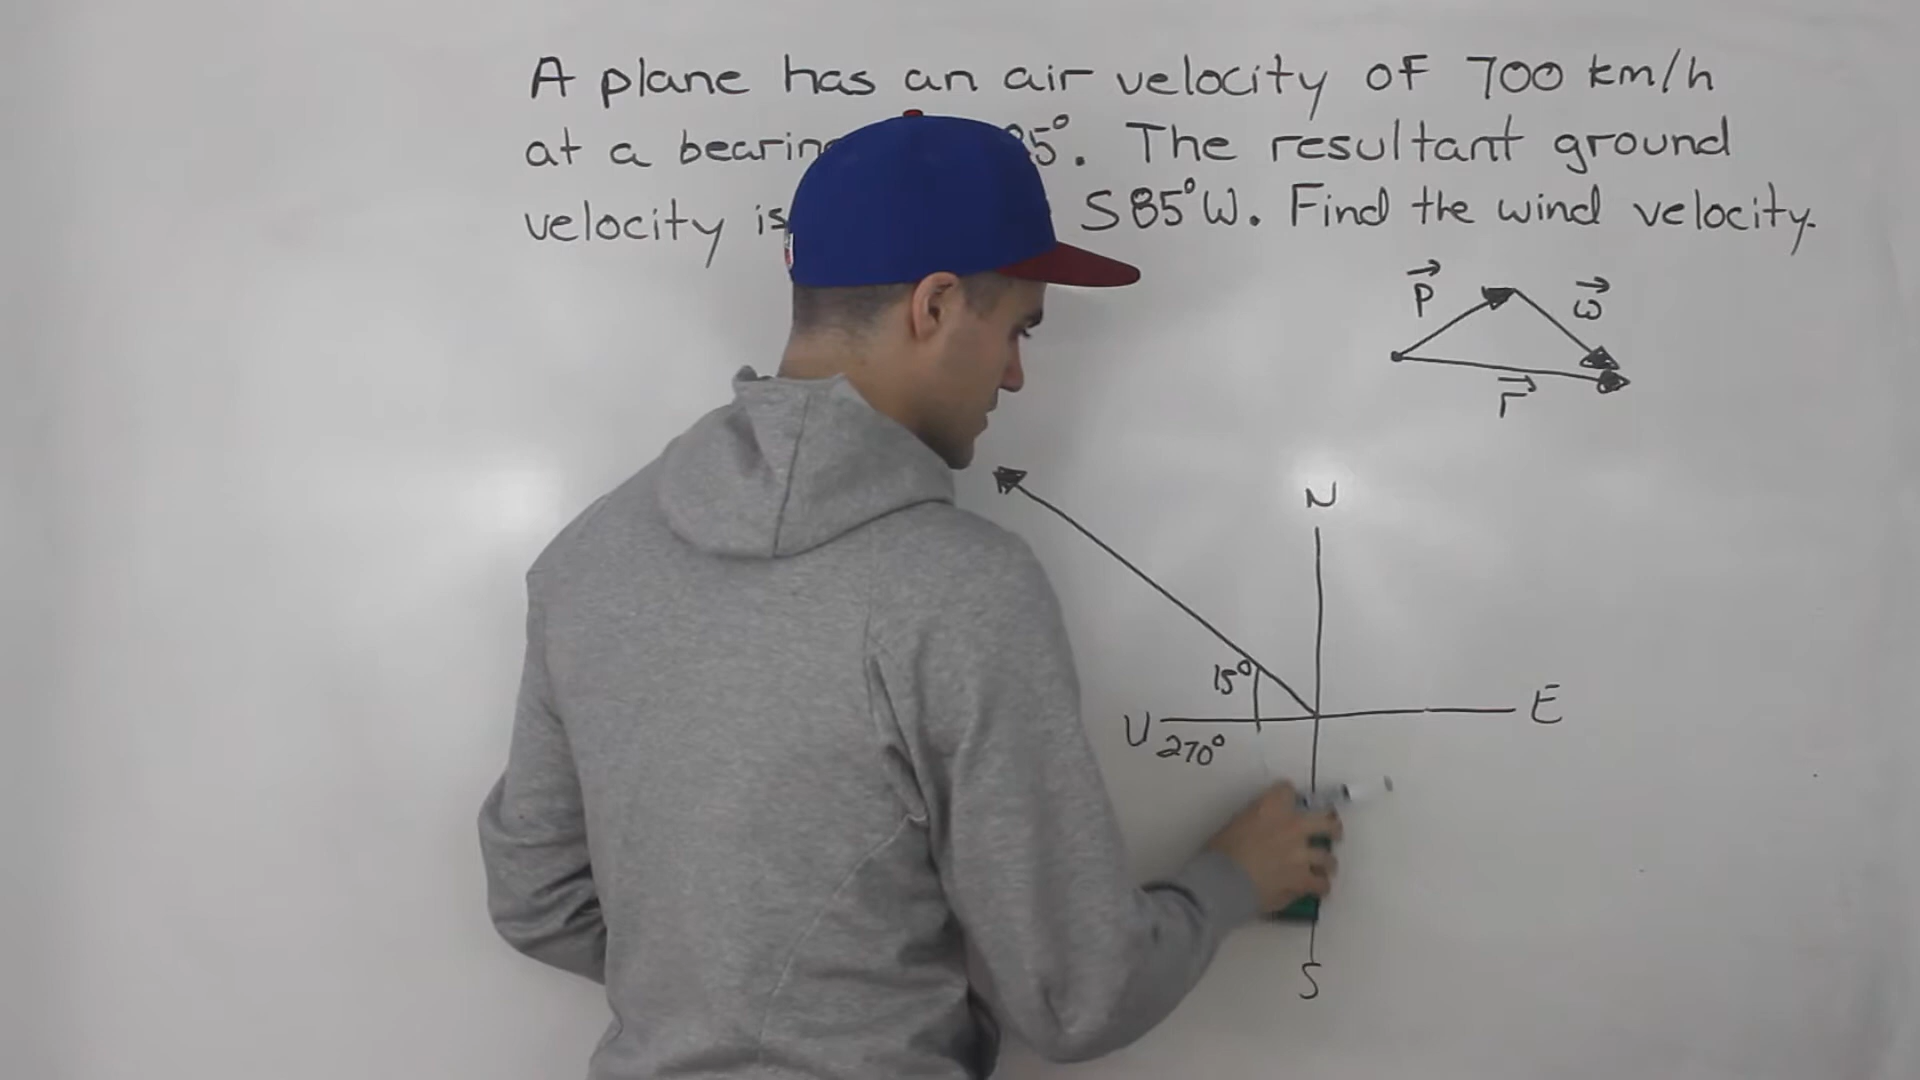 A plane has an air velocity of 700 km/h
at a bearing 5°. The resultant ground
velocity is S85°W. Find the wind velocity.
P
w
r
N
15°
W
E
270°
S